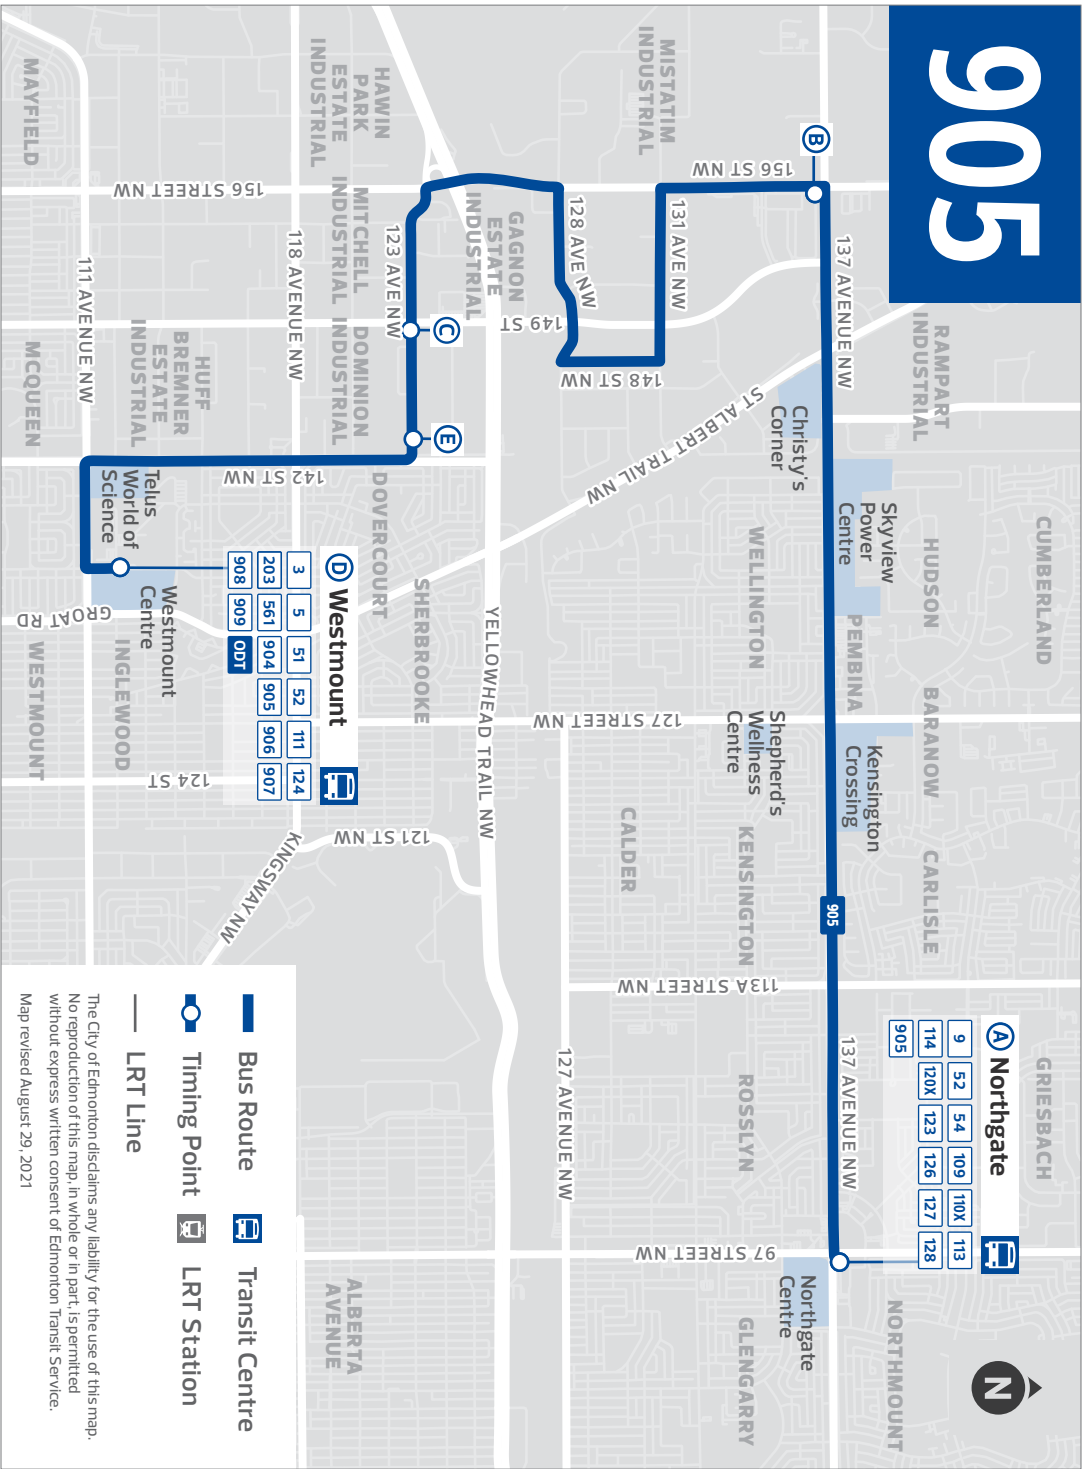 905
MAYFIELD
HAWIN
PARK
ESTATE
INDUSTRIAL
MISTATIM
INDUSTRIAL
B
156 STREET NW
156 ST NW
MITCHELL
INDUSTRIAL
GAGNON
ESTATE
INDUSTRIAL
128 AVE NW
131 AVE NW
137 AVENUE NW
111 AVENUE NW
118 AVENUE NW
123 AVE NW
C
149 ST
148 ST NW
RAMPART
INDUSTRIAL
MCQUEEN
HUFF
BREMNER
ESTATE
INDUSTRIAL
DOMINION
INDUSTRIAL
E
142 ST NW
ST ALBERT TRAIL NW
Christy's
Corner
Skyview
Power
Centre
CUMBERLAND
HUDSON
PEMBINA
WELLINGTON
DOVERCOURT
SHERBROOKE
Telus
World of
Science
Westmount
Centre
GROAT RD
WESTMOUNT
INGLEWOOD
D Westmount
3 5 51 52 111 124
203 561 904 905 906 907
908 909 ODT
YELLOWHEAD TRAIL NW
127 STREET NW
124 ST
121 ST NW
KINGSWAY NW
Shepherd's
Wellness
Centre
Kensington
Crossing
BARANOW
CARLISLE
CALDER
KENSINGTON
905
113A STREET NW
127 AVENUE NW
137 AVENUE NW
ROSSLYN
GRIESBACH
A Northgate
9 52 54 109 110X 113
114 120X 123 126 127 128
905
97 STREET NW
Northgate
Centre
NORTHMOUNT
GLENGARRY
ALBERTA
AVENUE
N
Bus Route
Transit Centre
Timing Point
LRT Station
LRT Line
The City of Edmonton disclaims any liability for the use of this map.
No reproduction of this map, in whole or in part, is permitted
without express written consent of Edmonton Transit Service.
Map revised August 29, 2021